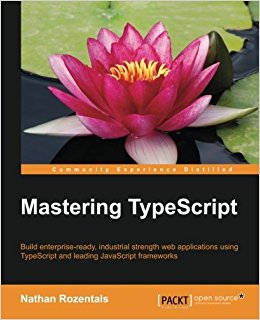 Community Experience Distilled
Mastering TypeScript
Build enterprise-ready, industrial strength web applications using
TypeScript and leading JavaScript frameworks
Nathan Rozentals
[PACKT] open source*
PUBLISHING